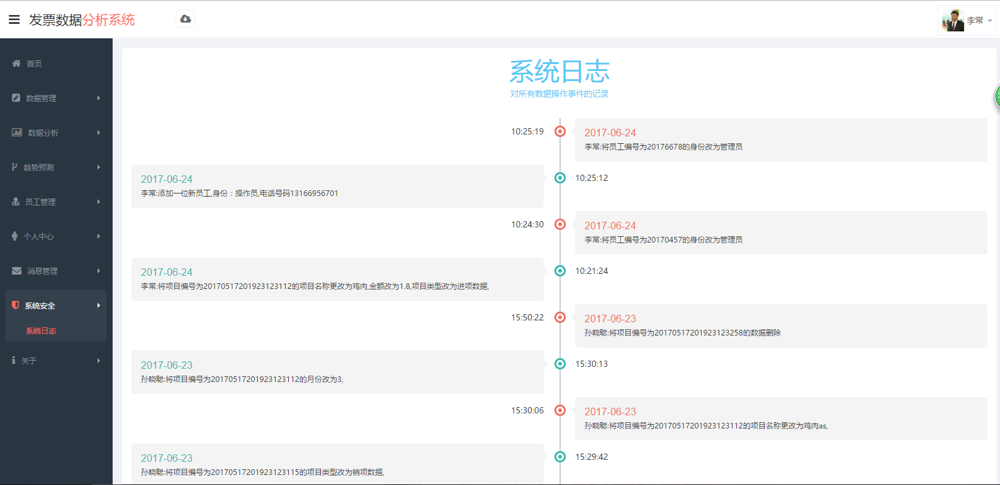 发票数据分析系统
李常
首页
数据管理
数据分析
趋势预测
员工管理
个人中心
消息管理
系统安全
系统日志
关于
系统日志
对所有数据操作事件的记录
10:25:19
2017-06-24
李常:将员工编号为20176678的身份改为管理员
2017-06-24
李常:添加一位新员工,身份：操作员,电话号码13166956701
10:25:12
10:24:30
2017-06-24
李常:将员工编号为20170457的身份改为管理员
2017-06-24
李常:将项目编号为20170517201923123112的项目名称更改为鸡肉,金额改为1.8,项目类型改为进项数据,
10:21:24
15:50:22
2017-06-23
孙晓聪:将项目编号为20170517201923123258的数据删除
2017-06-23
孙晓聪:将项目编号为20170517201923123112的月份改为3,
15:30:13
15:30:06
2017-06-23
孙晓聪:将项目编号为20170517201923123112的项目名称更改为鸡肉as,
2017-06-23
孙晓聪:将项目编号为20170517201923123115的项目类型改为销项数据,
15:29:42